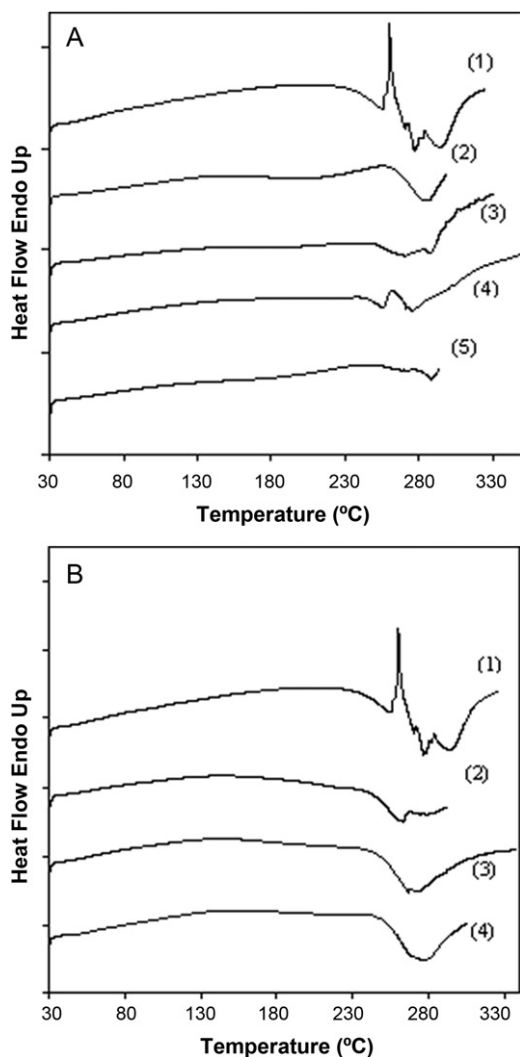 A
Heat Flow Endo Up
(1)
(2)
(3)
(4)
(5)
30 80 130 180 230 280 330
Temperature (ºC)
B
Heat Flow Endo Up
(1)
(2)
(3)
(4)
30 80 130 180 230 280 330
Temperature (ºC)